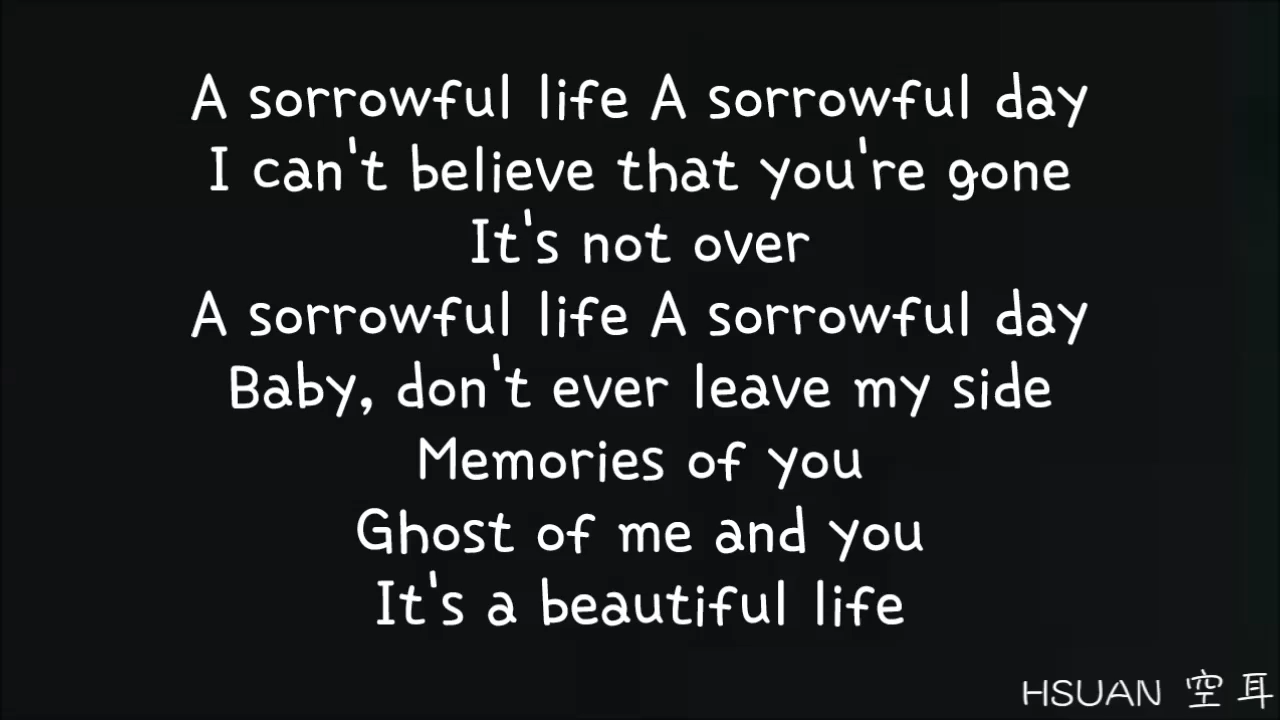 A sorrowful life A sorrowful day
I can't believe that you're gone
It's not over
A sorrowful life A sorrowful day
Baby, don't ever leave my side
Memories of you
Ghost of me and you
It's a beautiful life
HSUAN 空耳